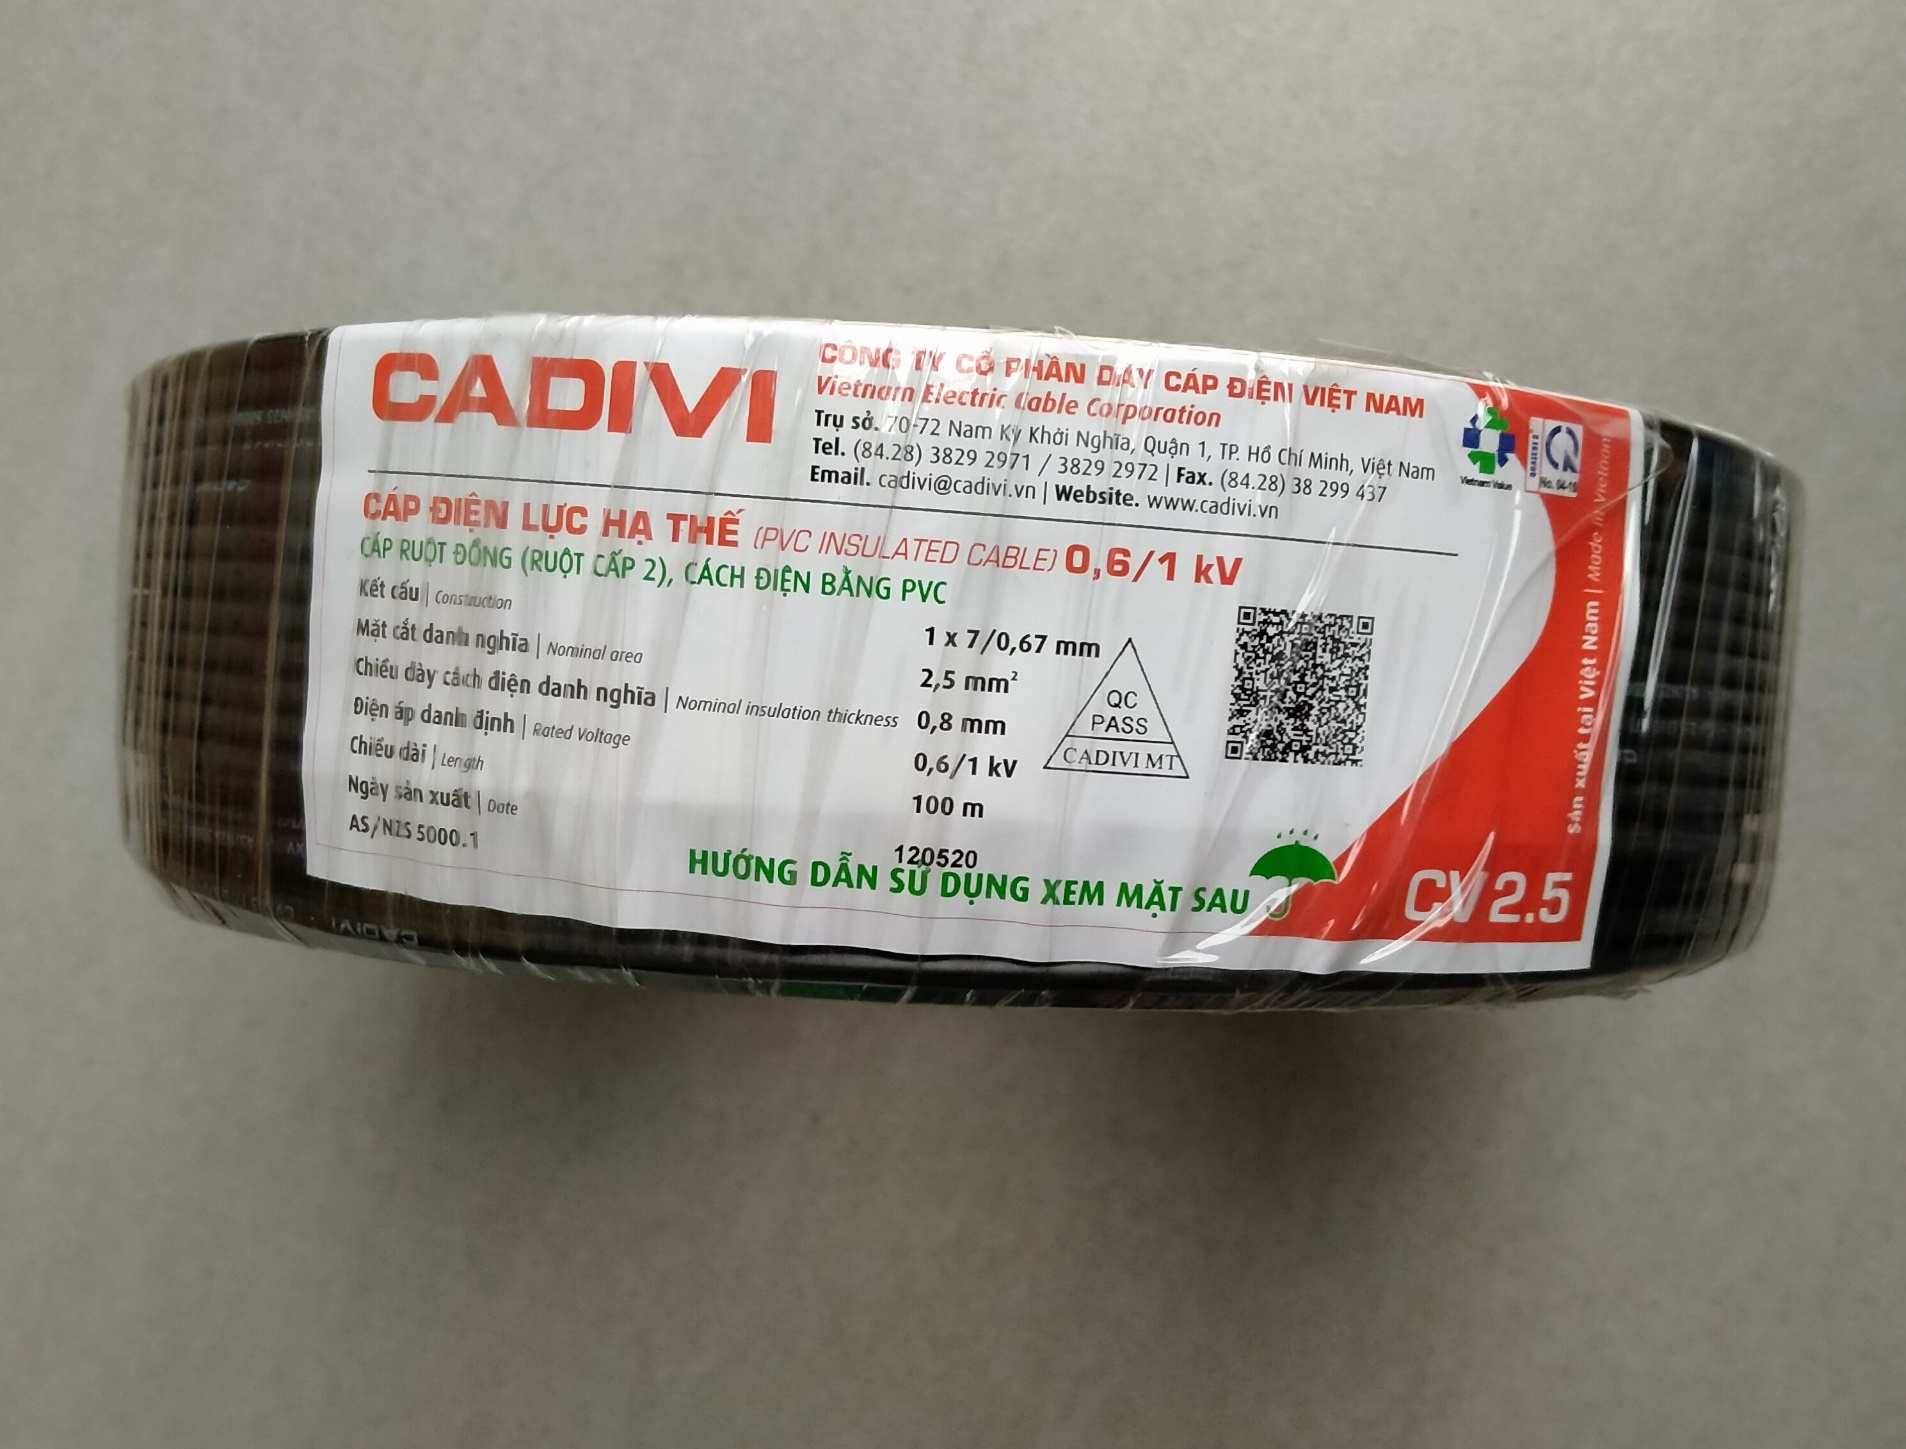 CADIVI
CÔNG TY CỔ PHẦN DÂY CÁP ĐIỆN VIỆT NAM
Vietnam Electric Cable Corporation
Trụ sở. 70-72 Nam Kỳ Khởi Nghĩa, Quận 1, TP. Hồ Chí Minh, Việt Nam
Tel. (84.28) 3829 2971 / 3829 2972 | Fax. (84.28) 38 299 437
Email. cadivi@cadivi.vn | Website. www.cadivi.vn
Vietnam Value
No. 04-10
CÁP ĐIỆN LỰC HẠ THẾ (PVC INSULATED CABLE) 0,6/1 kV
CÁP RUỘT ĐỒNG (RUỘT CẤP 2), CÁCH ĐIỆN BẰNG PVC
Kết cấu | Construction 1 x 7/0,67 mm
Mặt cắt danh nghĩa | Nominal area 2,5 mm²
Chiều dày cách điện danh nghĩa | Nominal insulation thickness 0,8 mm
Điện áp danh định | Rated Voltage 0,6/1 kV
Chiều dài | Length 100 m
Ngày sản xuất | Date 120520
AS/NZS 5000.1
QC
PASS
CADIVI MT
HƯỚNG DẪN SỬ DỤNG XEM MẶT SAU
Sản xuất tại Việt Nam | Made in Vietnam
CV 2.5
CADIVI